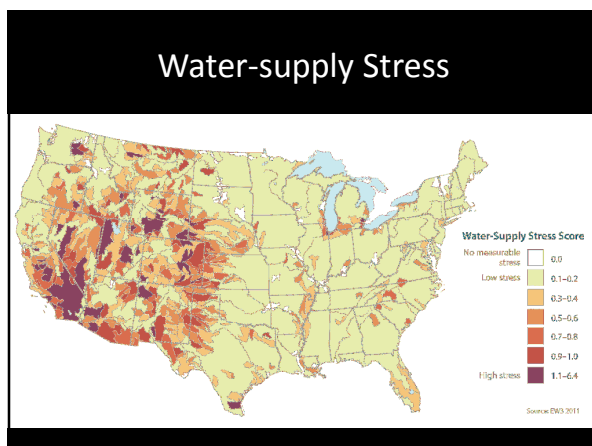 Water-supply Stress
Water-Supply Stress Score
No measurable
stress
0.0
Low stress
0.1–0.2
0.3–0.4
0.5–0.6
0.7–0.8
0.9–1.0
High stress
1.1–6.4
Source: EW3 2011